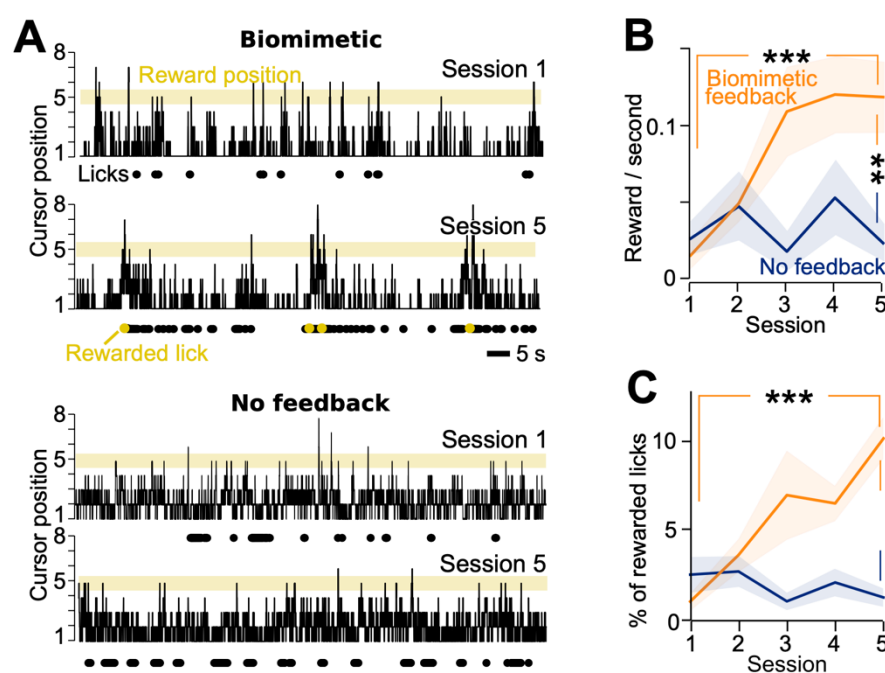 A
Biomimetic
8
5
1
Reward position
Session 1
Licks
Cursor position
8
5
1
Session 5
Rewarded lick
5 s
No feedback
8
5
1
Session 1
Cursor position
8
5
1
Session 5
B
***
Biomimetic
feedback
0.1
0
Reward / second
**
No feedback
1 2 3 4 5
Session
C
***
10
5
0
% of rewarded licks
1 2 3 4 5
Session